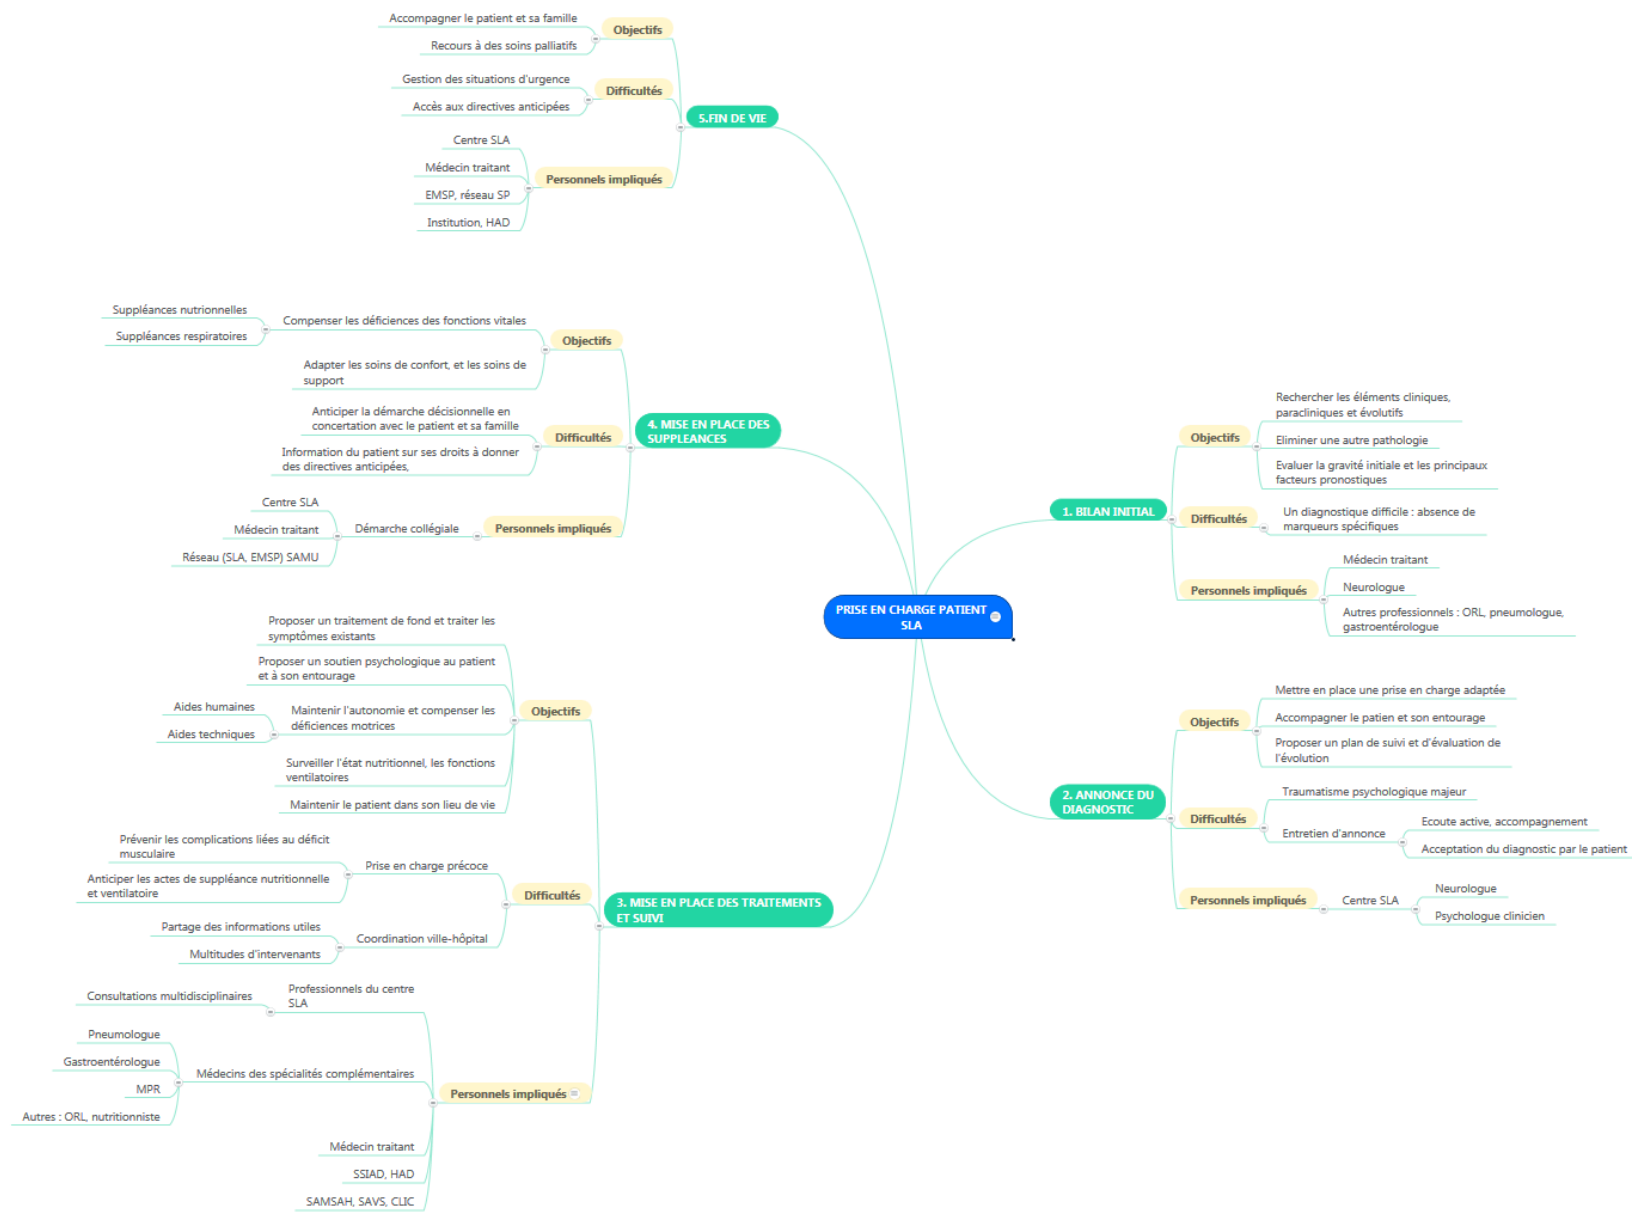 PRISE EN CHARGE PATIENT
SLA
1. BILAN INITIAL
Objectifs
Rechercher les éléments cliniques,
paracliniques et évolutifs
Eliminer une autre pathologie
Evaluer la gravité initiale et les principaux
facteurs pronostiques
Difficultés
Un diagnostique difficile : absence de
marqueurs spécifiques
Personnels impliqués
Médecin traitant
Neurologue
Autres professionnels : ORL, pneumologue,
gastroentérologue
2. ANNONCE DU
DIAGNOSTIC
Objectifs
Mettre en place une prise en charge adaptée
Accompagner le patien et son entourage
Proposer un plan de suivi et d'évaluation de
l'évolution
Difficultés
Traumatisme psychologique majeur
Entretien d'annonce
Ecoute active, accompagnement
Acceptation du diagnostic par le patient
Personnels impliqués
Centre SLA
Neurologue
Psychologue clinicien
3. MISE EN PLACE DES TRAITEMENTS
ET SUIVI
Objectifs
Proposer un traitement de fond et traiter les
symptômes existants
Proposer un soutien psychologique au patient
et à son entourage
Maintenir l'autonomie et compenser les
déficiences motrices
Aides humaines
Aides techniques
Surveiller l'état nutritionnel, les fonctions
ventilatoires
Maintenir le patient dans son lieu de vie
Difficultés
Prise en charge précoce
Prévenir les complications liées au déficit
musculaire
Anticiper les actes de suppléance nutritionnelle
et ventilatoire
Coordination ville-hôpital
Partage des informations utiles
Multitudes d'intervenants
Personnels impliqués
Professionnels du centre
SLA
Consultations multidisciplinaires
Médecins des spécialités complémentaires
Pneumologue
Gastroentérologue
MPR
Autres : ORL, nutritionniste
Médecin traitant
SSIAD, HAD
SAMSAH, SAVS, CLIC
4. MISE EN PLACE DES
SUPPLEANCES
Objectifs
Compenser les déficiences des fonctions vitales
Suppléances nutrionnelles
Suppléances respiratoires
Adapter les soins de confort, et les soins de
support
Difficultés
Anticiper la démarche décisionnelle en
concertation avec le patient et sa famille
Information du patient sur ses droits à donner
des directives anticipées,
Personnels impliqués
Démarche collégiale
Centre SLA
Médecin traitant
Réseau (SLA, EMSP) SAMU
5.FIN DE VIE
Objectifs
Accompagner le patient et sa famille
Recours à des soins palliatifs
Difficultés
Gestion des situations d'urgence
Accès aux directives anticipées
Personnels impliqués
Centre SLA
Médecin traitant
EMSP, réseau SP
Institution, HAD